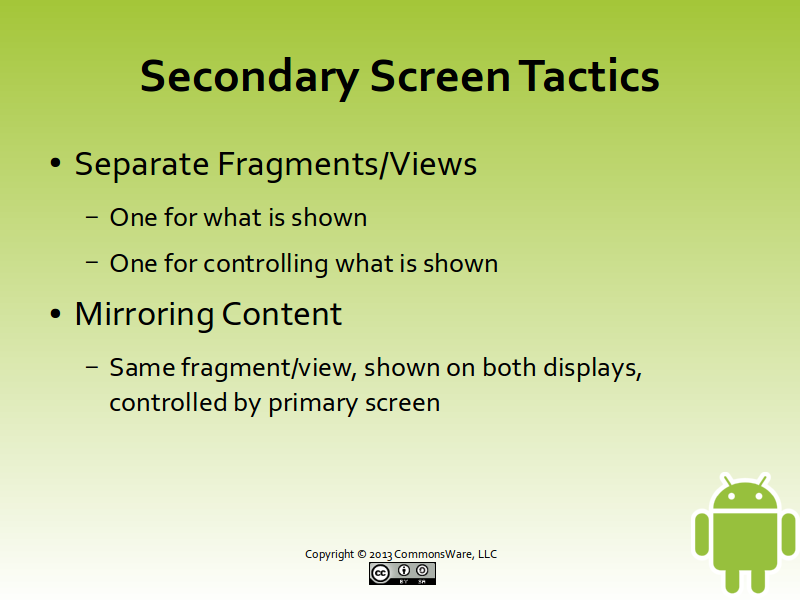 Secondary Screen Tactics
• Separate Fragments/Views
– One for what is shown
– One for controlling what is shown
• Mirroring Content
– Same fragment/view, shown on both displays,
controlled by primary screen
Copyright © 2013 CommonsWare, LLC
cc
BY SA